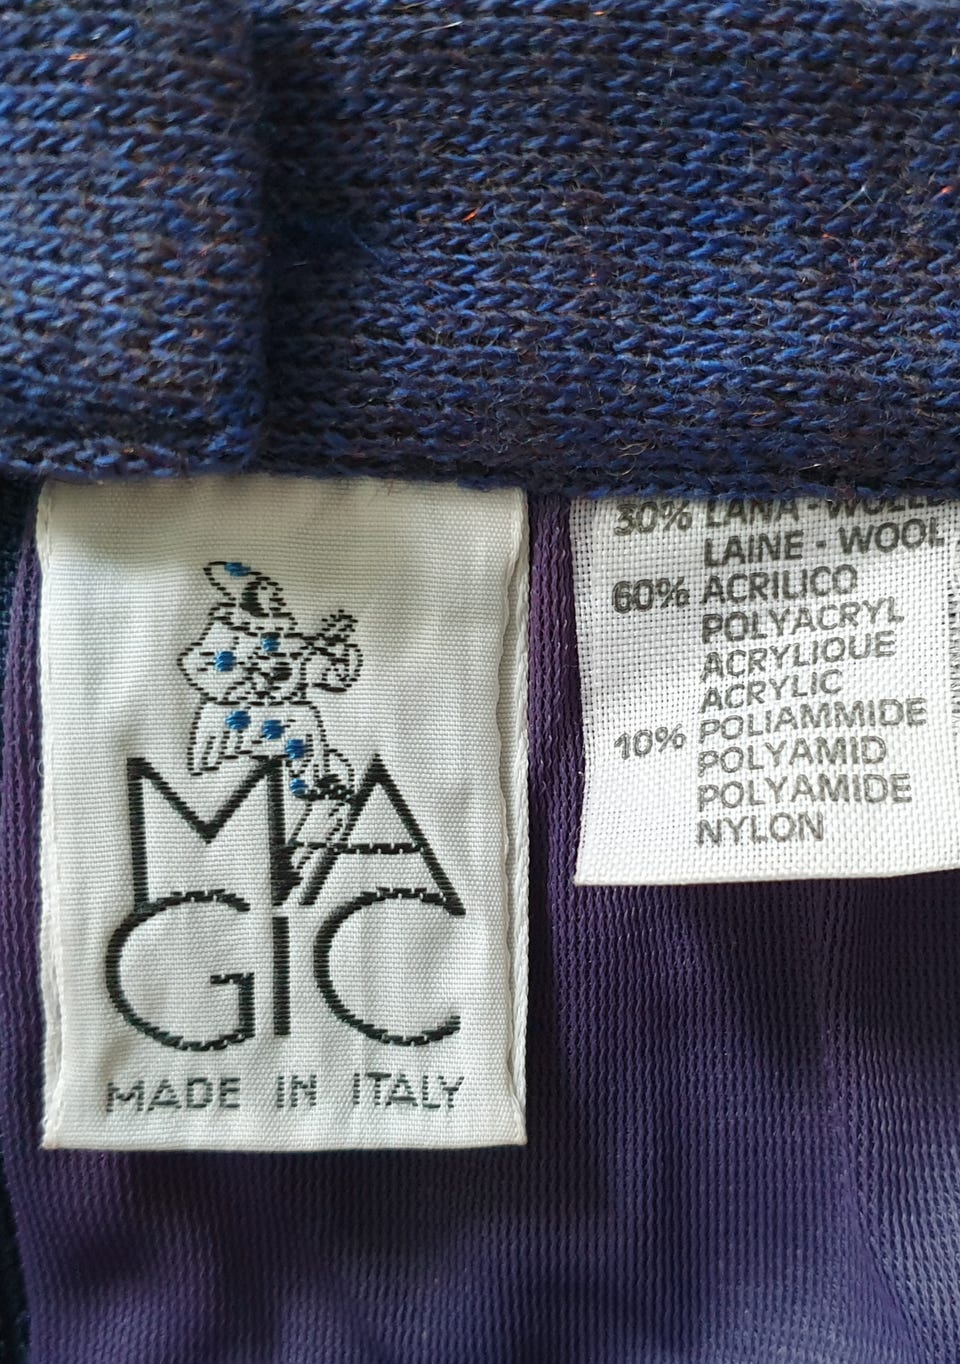 MA
GIC
MADE IN ITALY
30% LANA - WOLLE
LAINE - WOOL
60% ACRILICO
POLYACRYL
ACRYLIQUE
ACRYLIC
10% POLIAMMIDE
POLYAMID
POLYAMIDE
NYLON